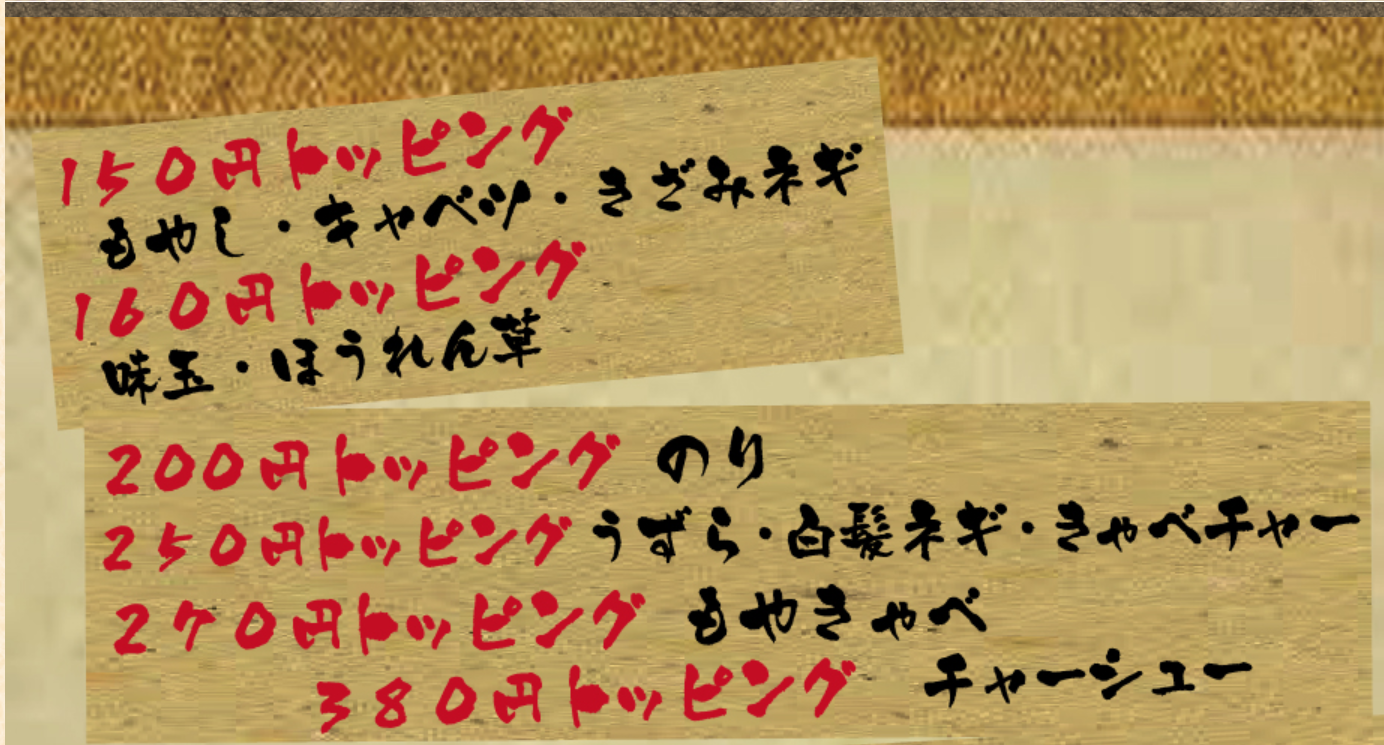 150円トッピング
もやし・キャベツ・きざみネギ
160円トッピング
味玉・ほうれん草
200円トッピング のり
250円トッピング うずら・白髪ネギ・きゃべチャー
270円トッピング もやきゃべ
380円トッピング チャーシュー